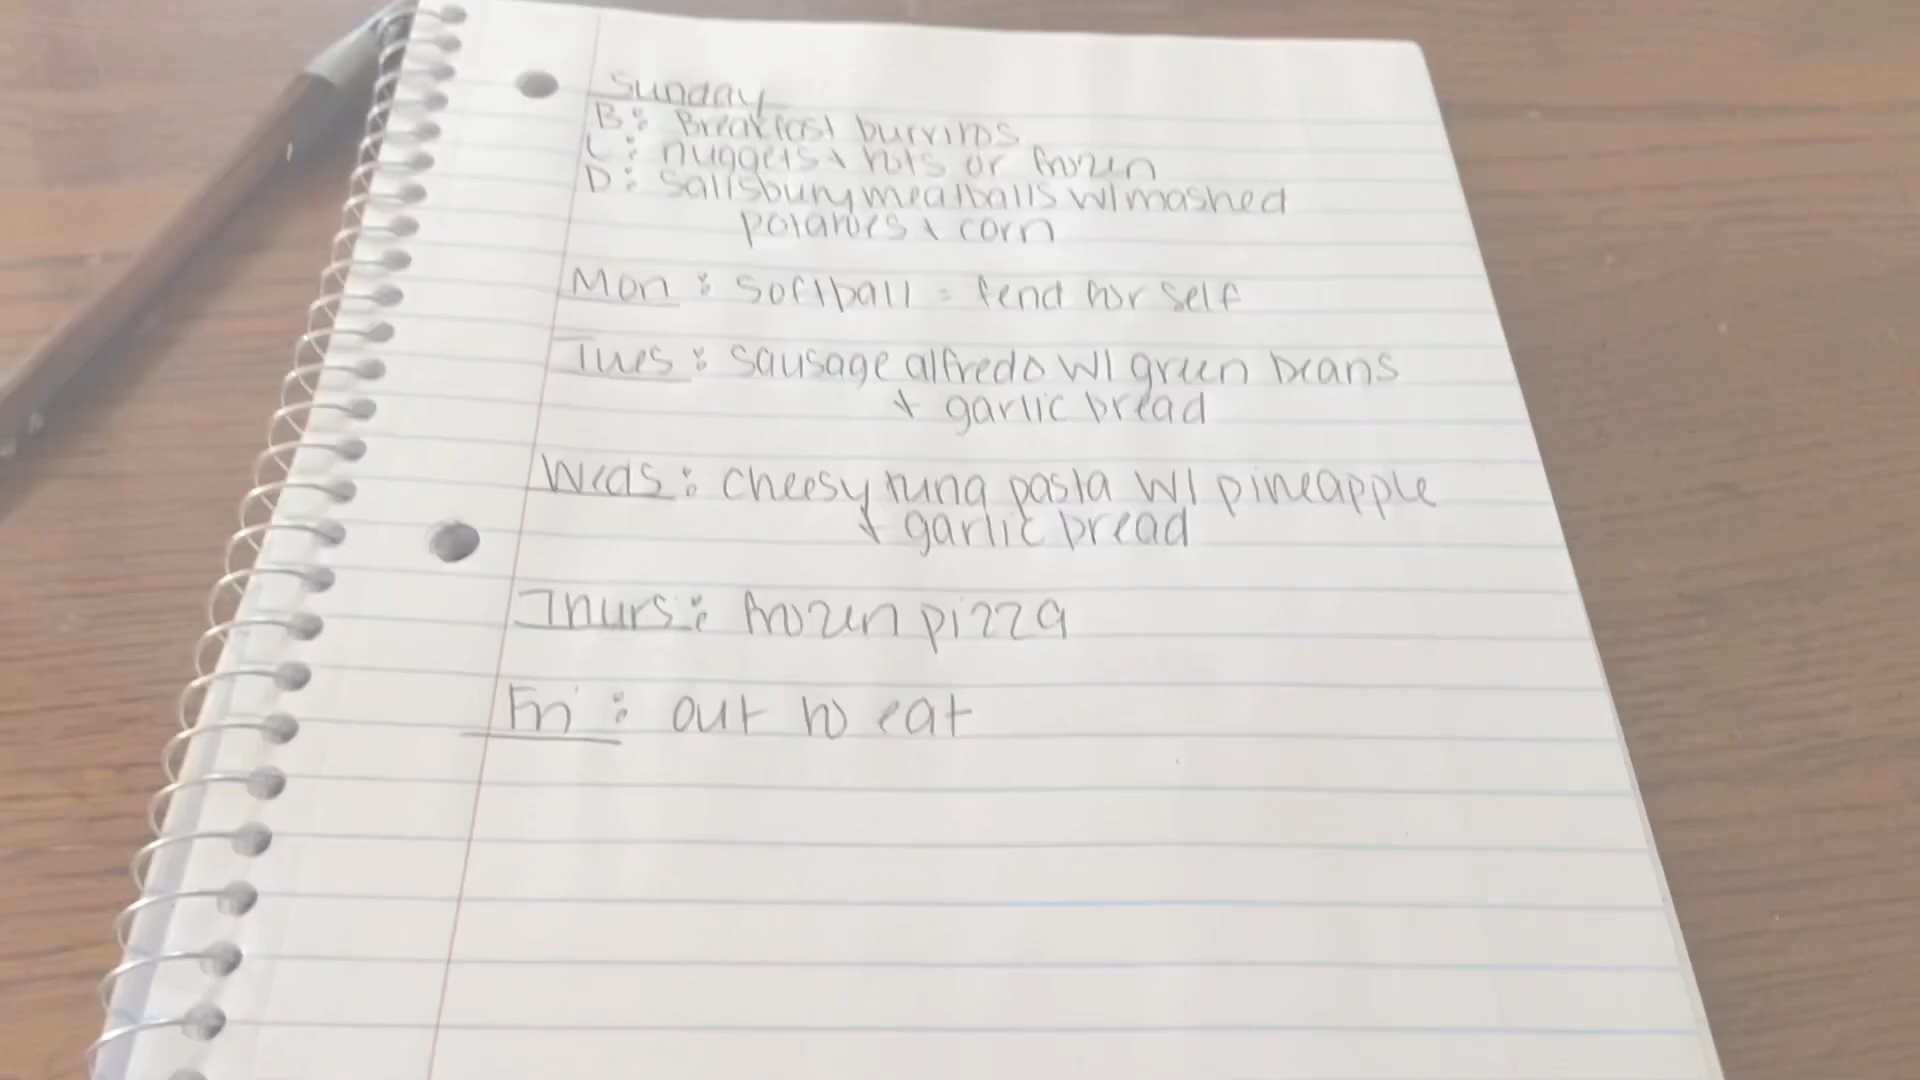 Sunday
B: Breakfast burritos
L: nuggets + tots or frozen
D: salisbury meatballs w/ mashed
potatoes + corn
Mon: softball = fend for self
Tues: sausage alfredo w/ green beans
+ garlic bread
Weds: cheesy tuna pasta w/ pineapple
+ garlic bread
Thurs: frozen pizza
Fri: out to eat